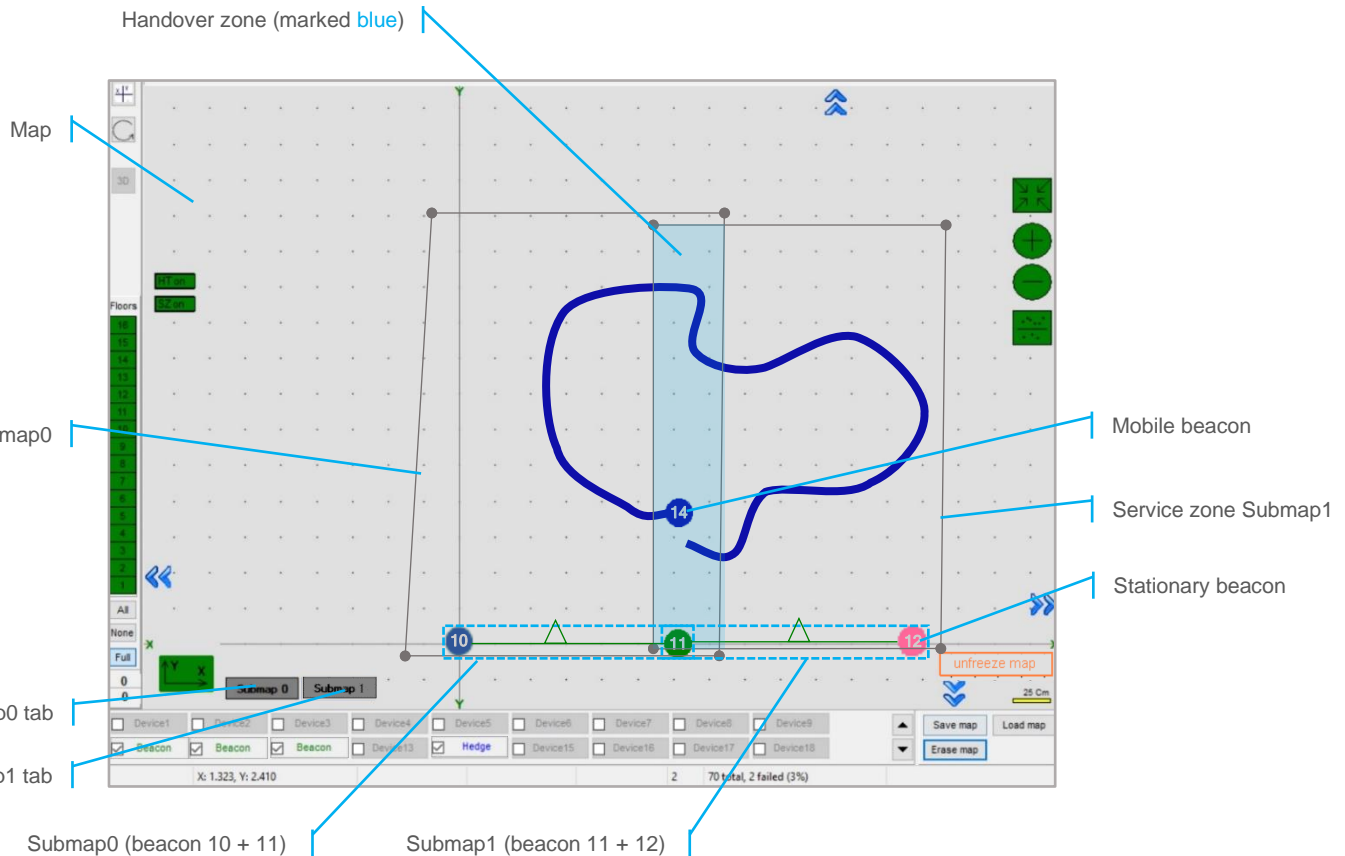 Handover zone (marked blue)
Map
3D
HT on
SZ on
Floors
16
15
14
13
12
11
10
9
8
7
6
5
4
3
2
1
All
None
Full
0
0
Y
X
Y
X
Y
map0
Mobile beacon
Service zone Submap1
Stationary beacon
14
10
11
12
unfreeze map
25 Cm
Submap 0
Submap 1
0 tab
1 tab
Device1
Device2
Device3
Device4
Device5
Device6
Device7
Device8
Device9
Save map
Load map
Beacon
Beacon
Beacon
Device13
Hedge
Device15
Device16
Device17
Device18
Erase map
X: 1.323, Y: 2.410
2
70 total, 2 failed (3%)
Submap0 (beacon 10 + 11)
Submap1 (beacon 11 + 12)